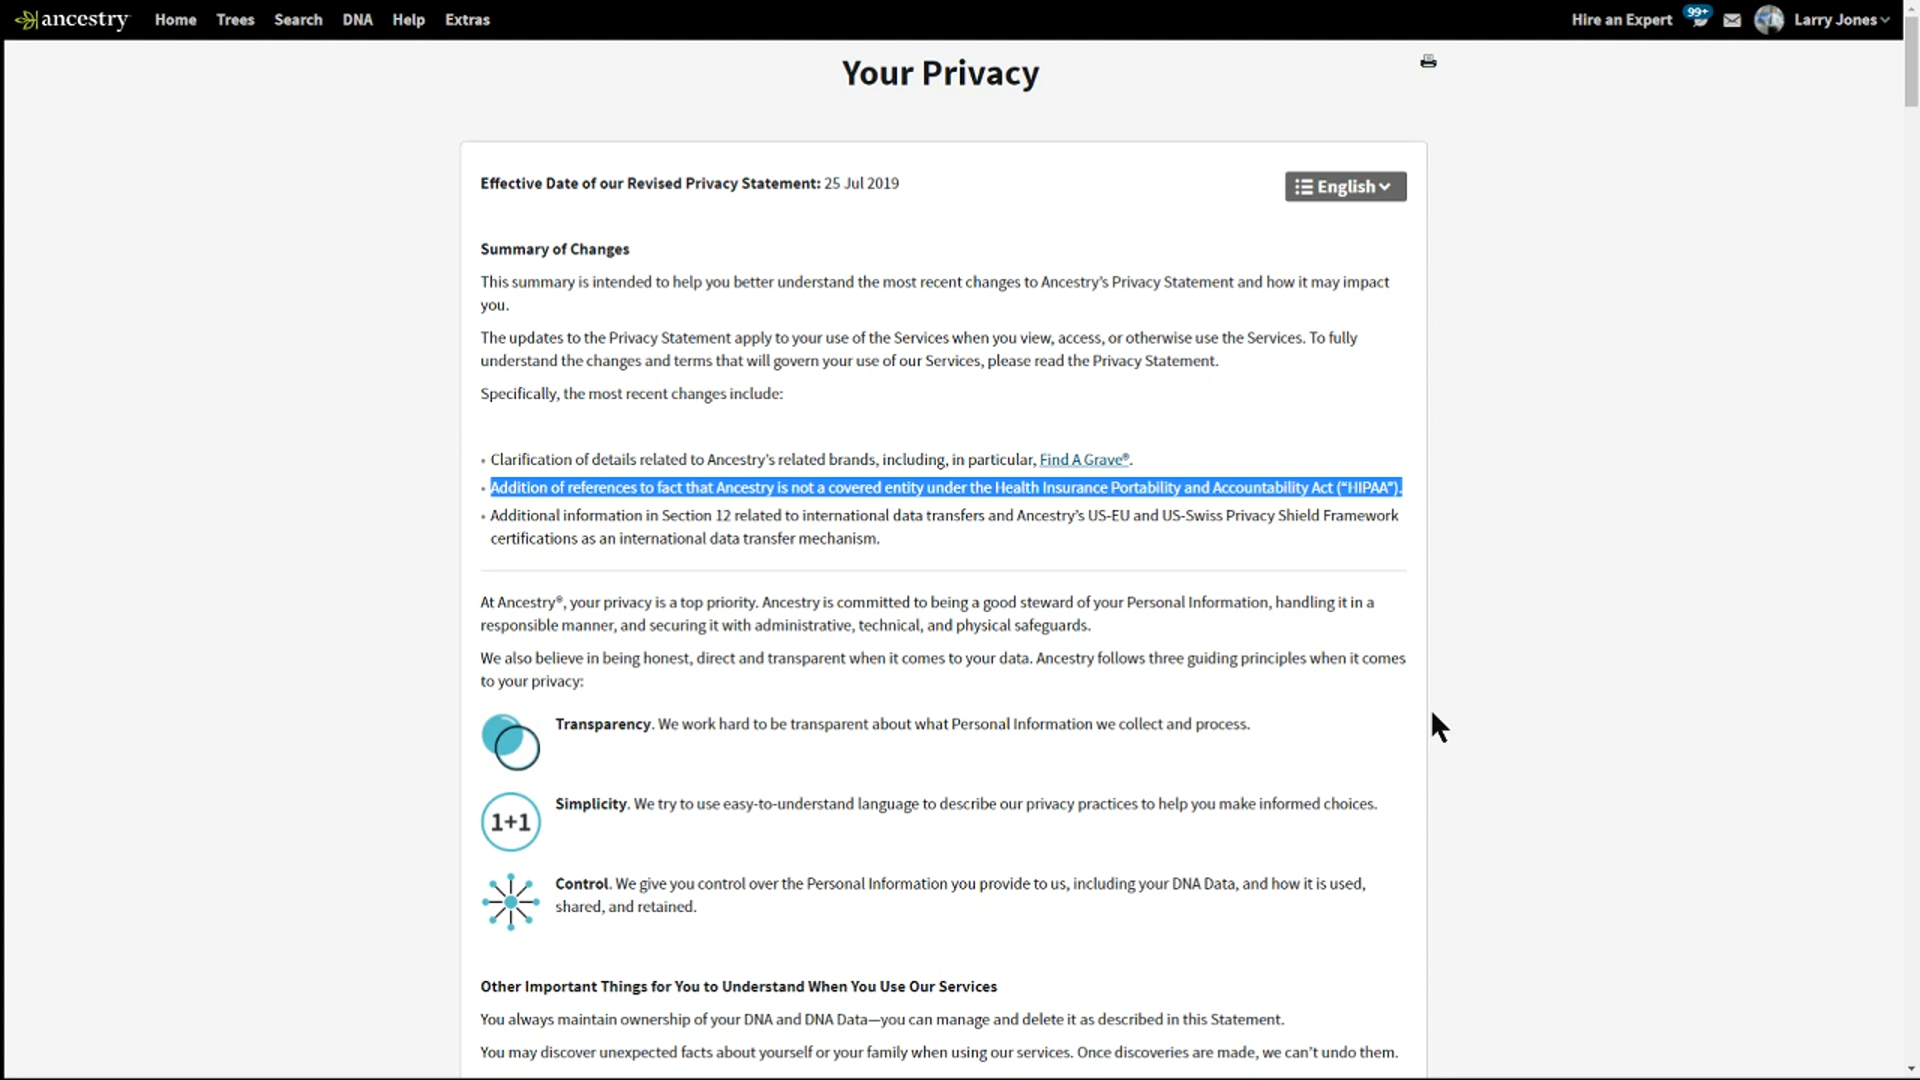 ancestry Home Trees Search DNA Help Extras Hire an Expert 99+ Larry Jones
Your Privacy
Effective Date of our Revised Privacy Statement: 25 Jul 2019
English
Summary of Changes
This summary is intended to help you better understand the most recent changes to Ancestry's Privacy Statement and how it may impact
you.
The updates to the Privacy Statement apply to your use of the Services when you view, access, or otherwise use the Services. To fully
understand the changes and terms that will govern your use of our Services, please read the Privacy Statement.
Specifically, the most recent changes include:
• Clarification of details related to Ancestry's related brands, including, in particular, Find A Grave®.
• Addition of references to fact that Ancestry is not a covered entity under the Health Insurance Portability and Accountability Act (“HIPAA”).
• Additional information in Section 12 related to international data transfers and Ancestry's US-EU and US-Swiss Privacy Shield Framework
certifications as an international data transfer mechanism.
At Ancestry®, your privacy is a top priority. Ancestry is committed to being a good steward of your Personal Information, handling it in a
responsible manner, and securing it with administrative, technical, and physical safeguards.
We also believe in being honest, direct and transparent when it comes to your data. Ancestry follows three guiding principles when it comes
to your privacy:
Transparency. We work hard to be transparent about what Personal Information we collect and process.
Simplicity. We try to use easy-to-understand language to describe our privacy practices to help you make informed choices.
1+1
Control. We give you control over the Personal Information you provide to us, including your DNA Data, and how it is used,
shared, and retained.
Other Important Things for You to Understand When You Use Our Services
You always maintain ownership of your DNA and DNA Data—you can manage and delete it as described in this Statement.
You may discover unexpected facts about yourself or your family when using our services. Once discoveries are made, we can't undo them.